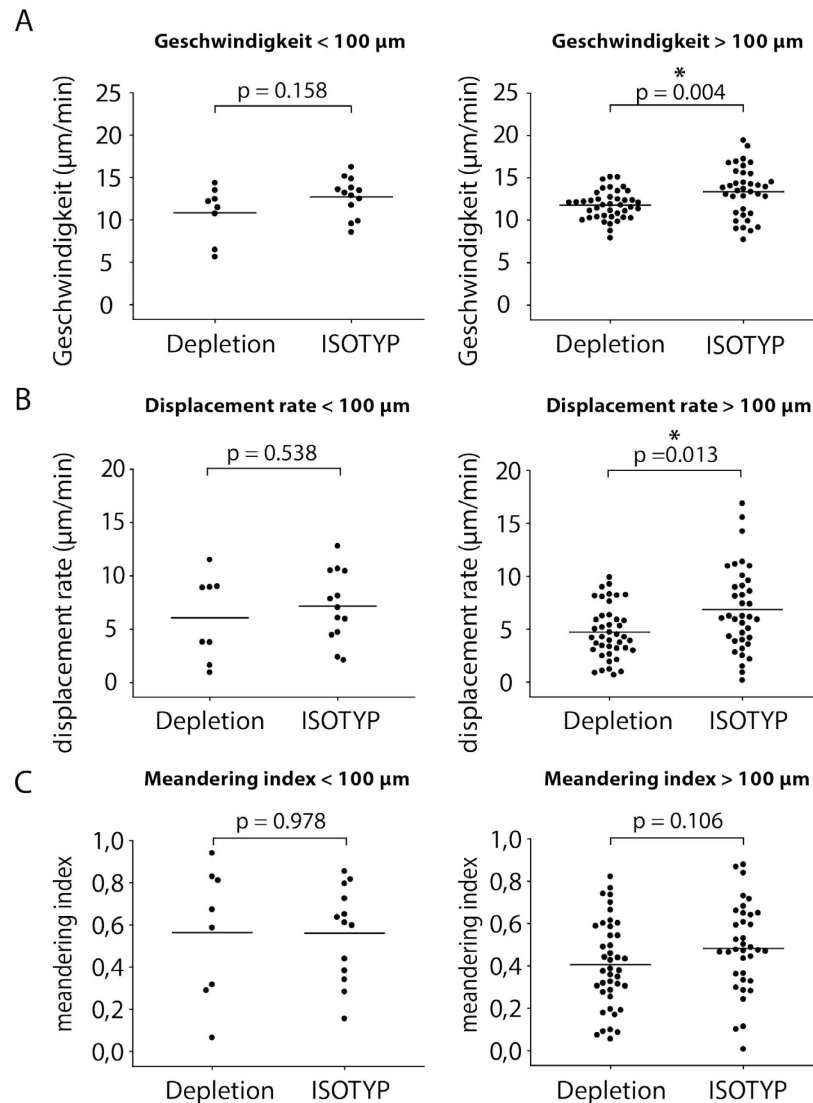 A
Geschwindigkeit < 100 µm
p = 0.158
Geschwindigkeit (µm/min)
25
20
15
10
5
0
Depletion ISOTYP
Geschwindigkeit > 100 µm
*
p = 0.004
Geschwindigkeit (µm/min)
25
20
15
10
5
0
Depletion ISOTYP
B
Displacement rate < 100 µm
p = 0.538
displacement rate (µm/min)
20
15
10
5
0
Depletion ISOTYP
Displacement rate > 100 µm
*
p =0.013
displacement rate (µm/min)
20
15
10
5
0
Depletion ISOTYP
C
Meandering index < 100 µm
p = 0.978
meandering index
1,0
0,8
0,6
0,4
0,2
0,0
Depletion ISOTYP
Meandering index > 100 µm
p = 0.106
meandering index
1,0
0,8
0,6
0,4
0,2
0,0
Depletion ISOTYP